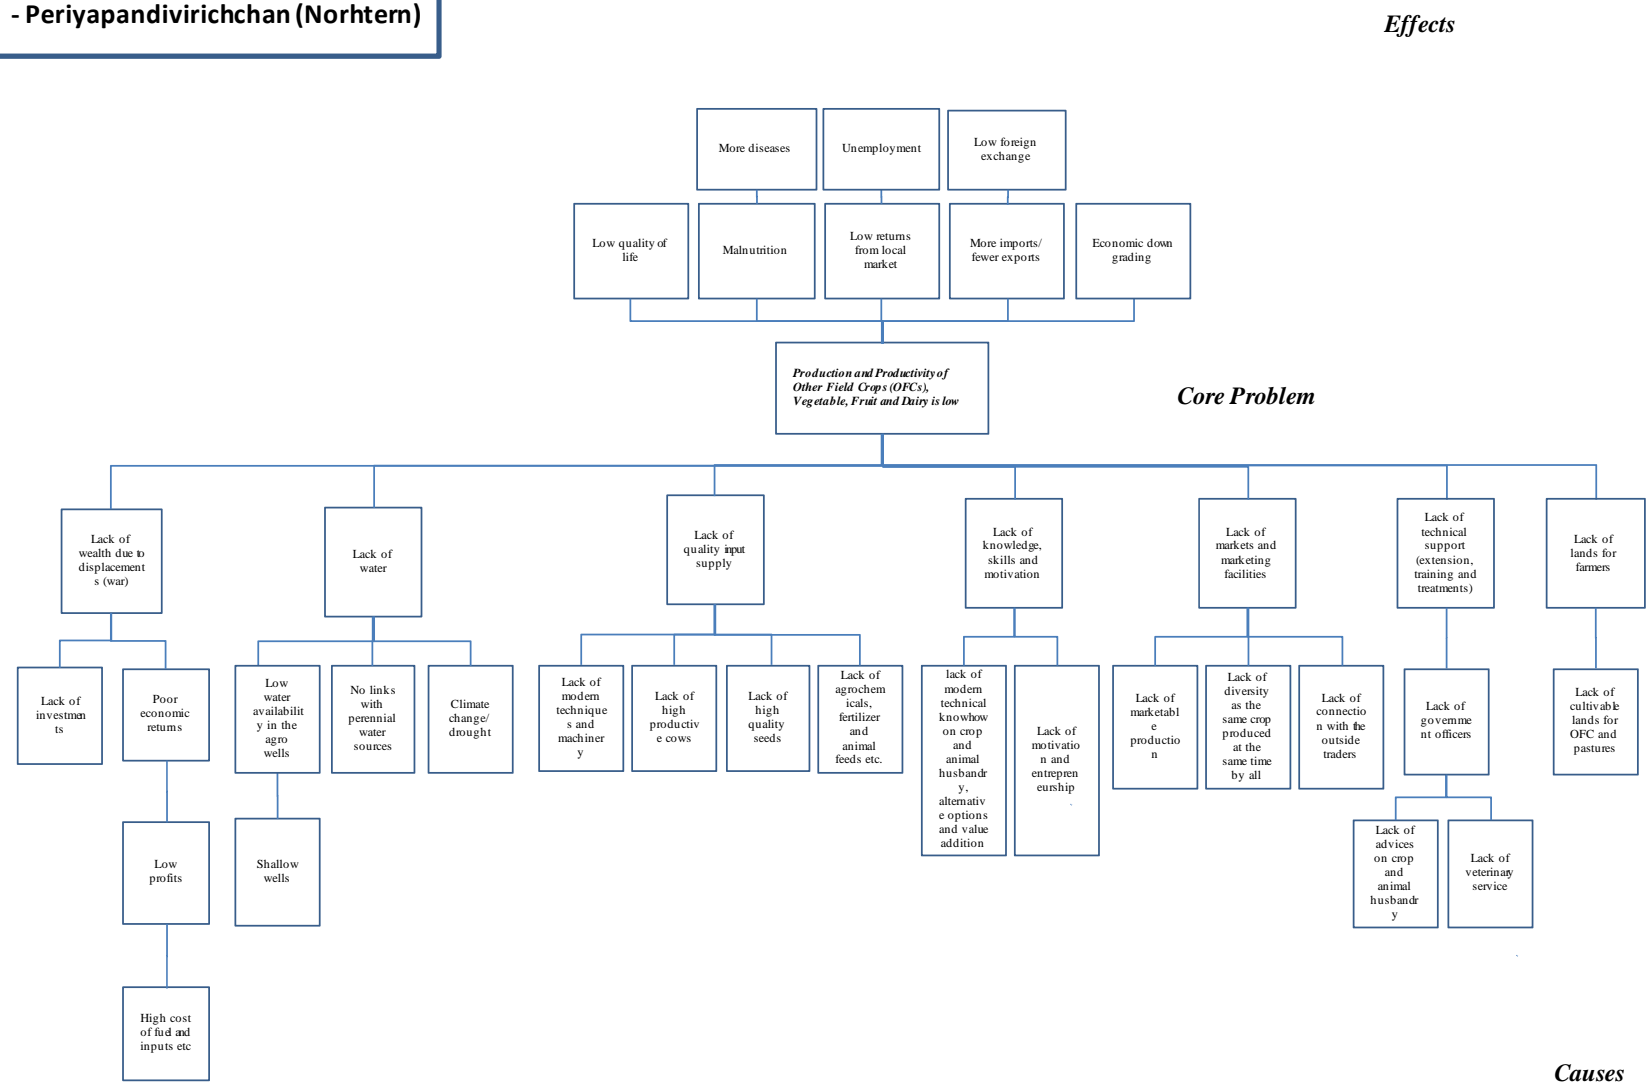 - Periyapandivirichchan (Norhtern)
Effects
More diseases
Unemployment
Low foreign
exchange
Low quality of
life
Malnutrition
Low returns
from local
market
More imports/
fewer exports
Economic down
grading
Production and Productivity of
Other Field Crops (OFCs),
Vegetable, Fruit and Dairy is low
Core Problem
Lack of
wealth due to
displacement
s (war)
Lack of
water
Lack of
quality input
supply
Lack of
knowledge,
skills and
motivation
Lack of
markets and
marketing
facilities
Lack of
technical
support
(extension,
training and
treatments)
Lack of
lands for
farmers
Lack of
investmen
ts
Poor
economic
returns
Low
water
availabilit
y in the
agro
wells
No links
with
perennial
water
sources
Climate
change/
drought
Lack of
modern
technique
s and
machiner
y
Lack of
high
productiv
e cows
Lack of
high
quality
seeds
Lack of
agrochem
icals,
fertilizer
and
animal
feeds etc.
lack of
modern
technical
knowhow
on crop
and
animal
husbandr
y,
alternativ
e options
and value
addition
Lack of
motivatio
n and
entrepren
eurship
Lack of
marketabl
e
productio
n
Lack of
diversity
as the
same crop
produced
at the
same time
by all
Lack of
connectio
n with the
outside
traders
Lack of
governme
nt officers
Lack of
cultivable
lands for
OFC and
pastures
Low
profits
Shallow
wells
Lack of
advices
on crop
and
animal
husbandr
y
Lack of
veterinary
service
High cost
of fuel and
inputs etc
Causes